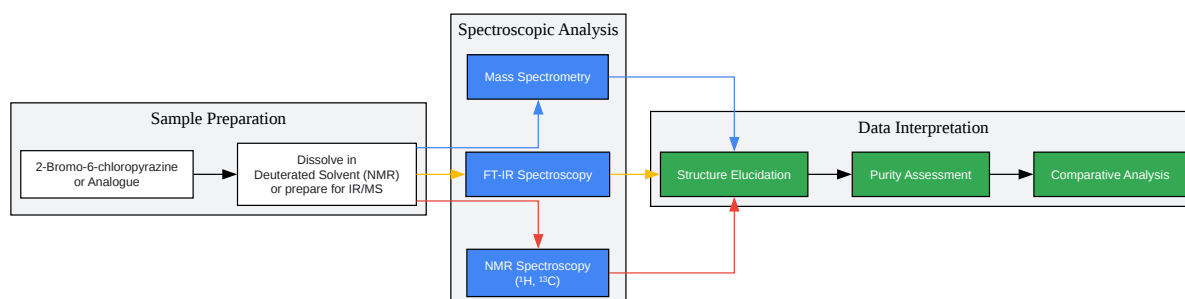 Spectroscopic Analysis
Mass Spectrometry
Sample Preparation
Data Interpretation
2-Bromo-6-chloropyrazine
or Analogue
Dissolve in
Deuterated Solvent (NMR)
or prepare for IR/MS
FT-IR Spectroscopy
Structure Elucidation
Purity Assessment
Comparative Analysis
NMR Spectroscopy
(¹H, ¹³C)